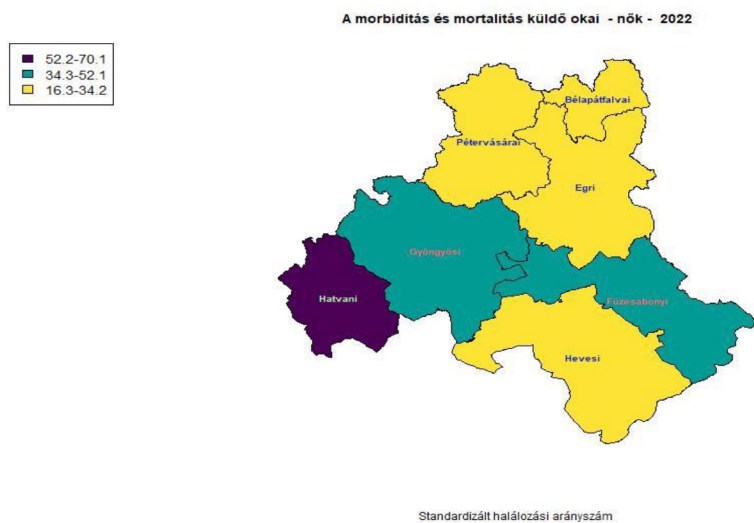 A morbiditás és mortalitás küldő okai - nők - 2022
52.2-70.1
34.3-52.1
16.3-34.2
Bélapátfalvai
Pétervásárai
Egri
Gyöngyösi
Hatvani
Füzesabonyi
Hevesi
Standardizált halálozási arányszám